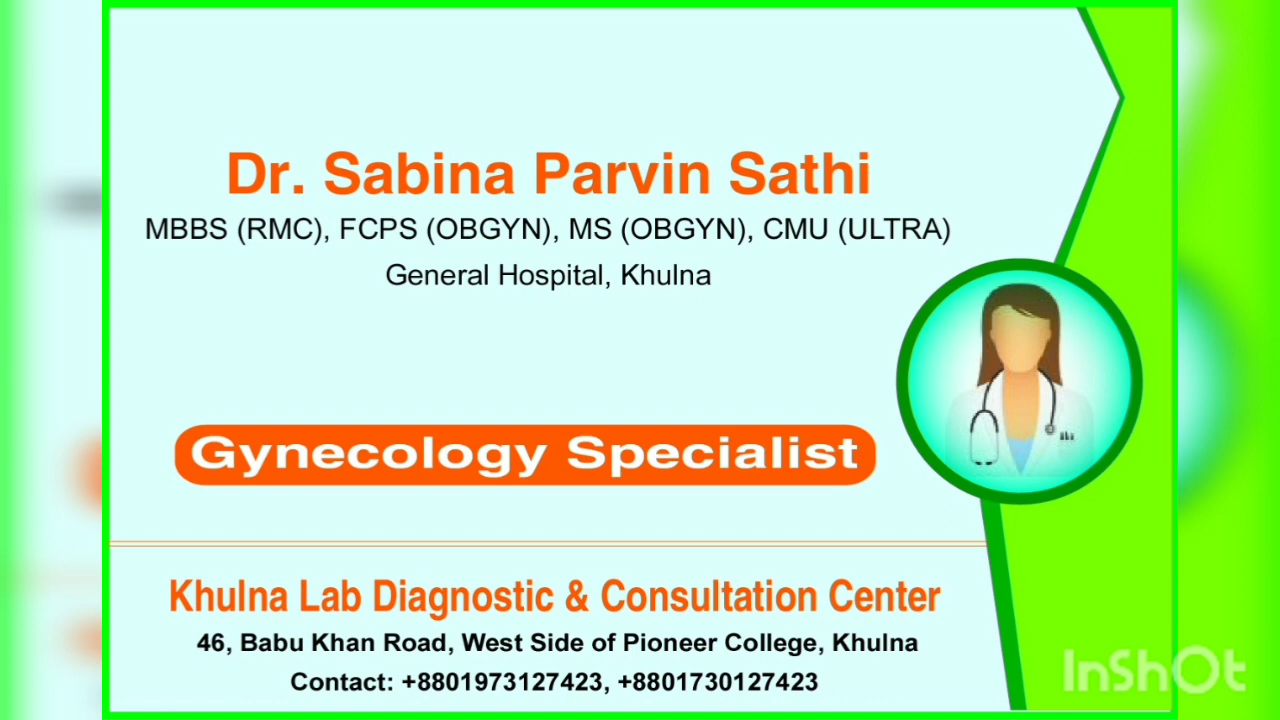 Dr. Sabina Parvin Sathi
MBBS (RMC), FCPS (OBGYN), MS (OBGYN), CMU (ULTRA)
General Hospital, Khulna
Gynecology Specialist
Khulna Lab Diagnostic & Consultation Center
46, Babu Khan Road, West Side of Pioneer College, Khulna
Contact: +8801973127423, +8801730127423
InShOt